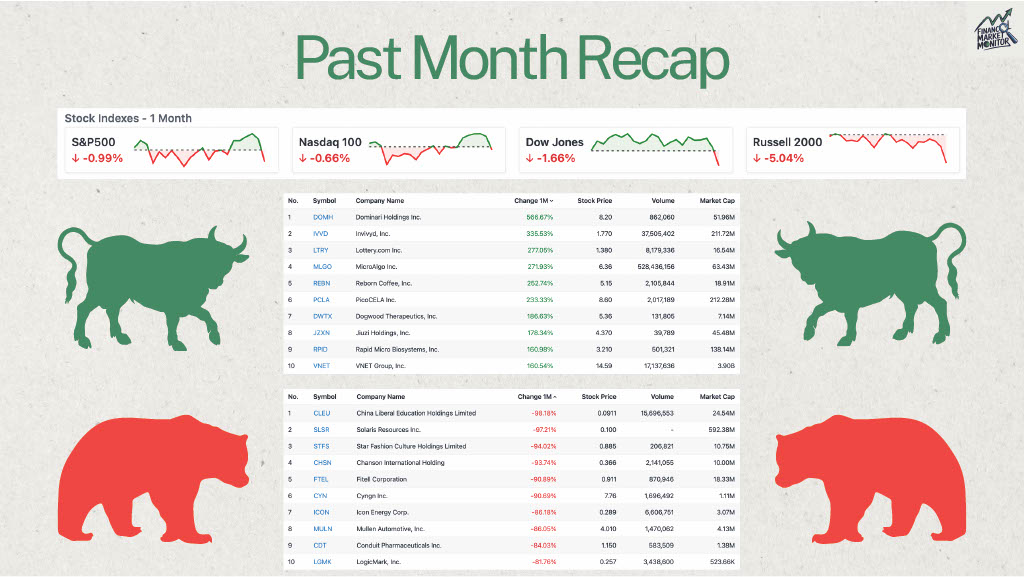 FINANCIAL
MARKET
MONITOR
Past Month Recap
Stock Indexes - 1 Month
S&P500
↓ -0.99%
Nasdaq 100
↓ -0.66%
Dow Jones
↓ -1.66%
Russell 2000
↓ -5.04%
No. Symbol Company Name Change 1M Stock Price Volume Market Cap
1 DOMH Dominari Holdings Inc. 566.67% 8.20 862,060 51.96M
2 IVVD Invivyd, Inc. 335.53% 1.770 37,505,402 211.72M
3 LTRY Lottery.com Inc. 277.05% 1.380 8,179,336 16.54M
4 MLGO MicroAlgo Inc. 271.93% 6.36 528,436,156 63.43M
5 REBN Reborn Coffee, Inc. 252.74% 5.15 2,105,844 18.91M
6 PCLA PicoCELA Inc. 233.33% 8.60 2,017,189 212.28M
7 DWTX Dogwood Therapeutics, Inc. 186.63% 5.36 131,805 7.14M
8 JZXN Jiuzi Holdings, Inc. 178.34% 4.370 39,789 45.48M
9 RPID Rapid Micro Biosystems, Inc. 160.98% 3.210 501,321 138.14M
10 VNET VNET Group, Inc. 160.54% 14.59 17,137,636 3.90B
No. Symbol Company Name Change 1M Stock Price Volume Market Cap
1 CLEU China Liberal Education Holdings Limited -98.18% 0.0911 15,696,553 24.54M
2 SLSR Solaris Resources Inc. -97.21% 0.100 - 592.38M
3 STFS Star Fashion Culture Holdings Limited -94.02% 0.885 206,821 10.75M
4 CHSN Chanson International Holding -93.74% 0.366 2,141,055 10.00M
5 FTEL Fitell Corporation -90.89% 0.911 870,946 18.33M
6 CYN Cyngn Inc. -90.69% 7.76 1,696,492 1.11M
7 ICON Icon Energy Corp. -86.18% 0.289 6,606,751 3.07M
8 MULN Mullen Automotive, Inc. -86.05% 4.010 1,470,062 4.13M
9 CDT Conduit Pharmaceuticals Inc. -84.03% 1.150 583,509 1.38M
10 LGMK LogicMark, Inc. -81.76% 0.257 3,438,600 523.66K